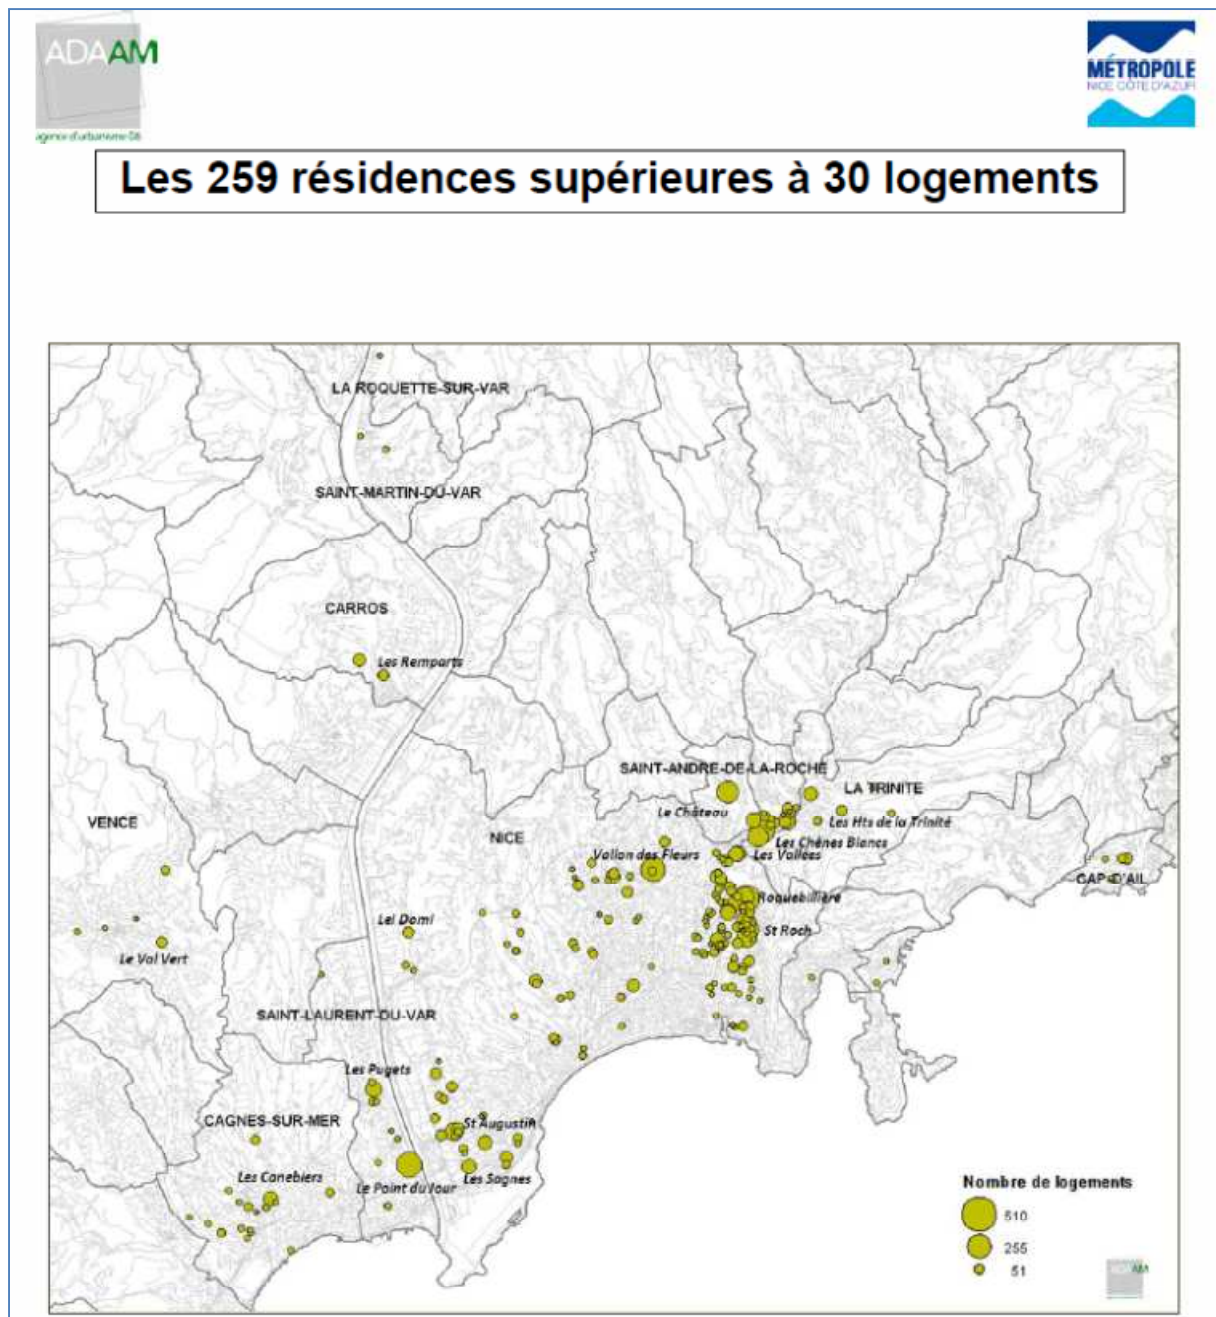 ADAAM
agence d'urbanisme 06
MÉTROPOLE
NICE CÔTE D'AZUR
Les 259 résidences supérieures à 30 logements
LA ROQUETTE-SUR-VAR
SAINT-MARTIN-DU-VAR
CARROS
Les Remparts
SAINT-ANDRE-DE-LA-ROCHE
LA TRINITE
Le Château
Les Hts de la Trinité
VENCE
NICE
Les Chênes Blancs
Vallon des Fleurs
Les Vallées
CAP-D'AIL
Roquebillière
Lei Domi
St Roch
Le Val Vert
SAINT-LAURENT-DU-VAR
Les Pugets
CAGNES-SUR-MER
St Augustin
Les Canebiers
Les Sagnes
Le Point du Jour
Nombre de logements
510
255
51
ADAAM